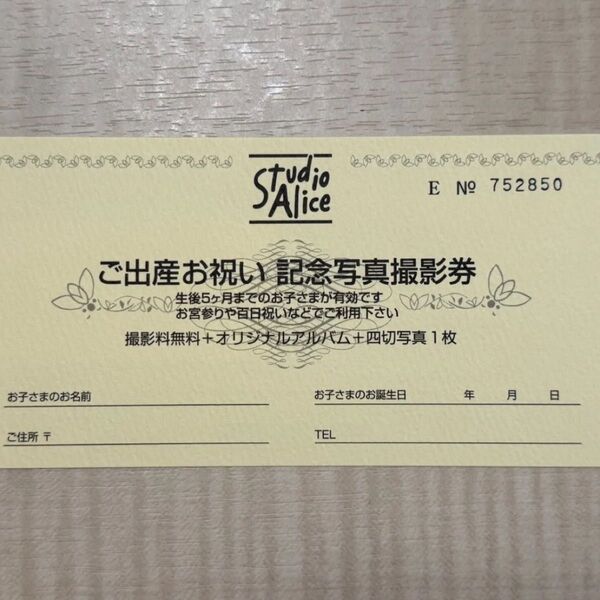 Studio
Alice
E № 752850
ご出産お祝い 記念写真撮影券
生後5ヶ月までのお子さまが有効です
お宮参りや百日祝いなどでご利用下さい
撮影料無料+オリジナルアルバム+四切写真1枚
お子さまのお名前
お子さまのお誕生日 年 月 日
ご住所 〒
TEL